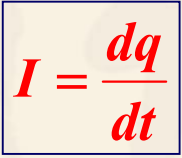 I = dq/dt